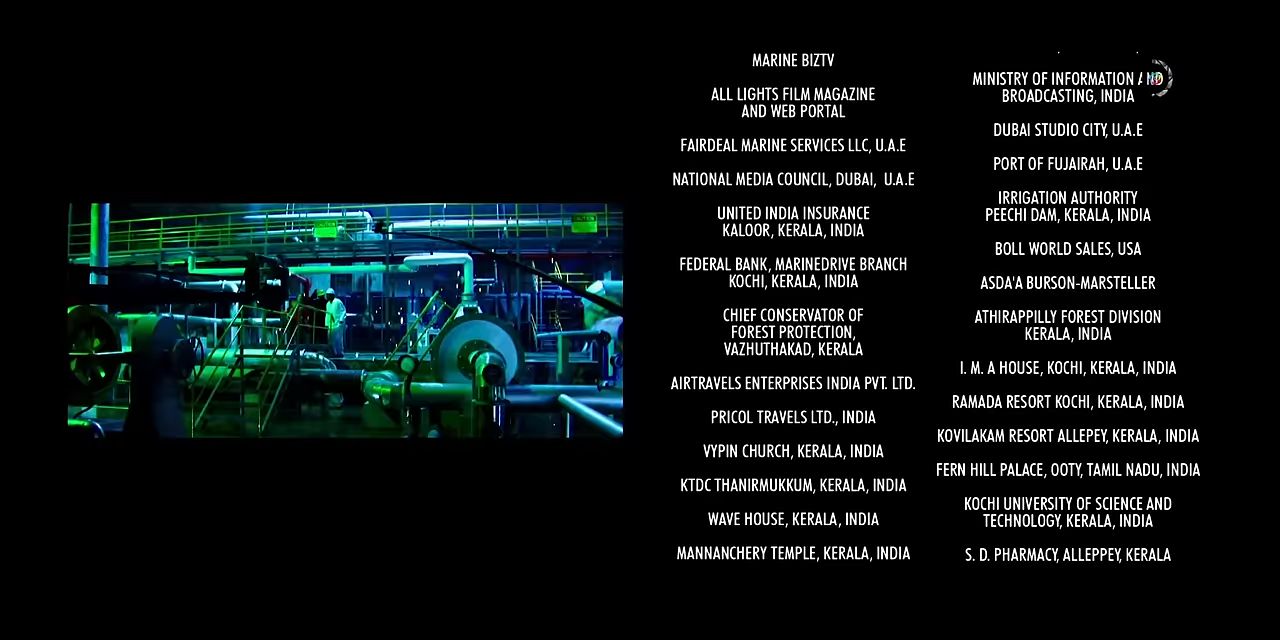 MARINE BIZTV
ALL LIGHTS FILM MAGAZINE
AND WEB PORTAL
FAIRDEAL MARINE SERVICES LLC, U.A.E
NATIONAL MEDIA COUNCIL, DUBAI, U.A.E
UNITED INDIA INSURANCE
KALOOR, KERALA, INDIA
FEDERAL BANK, MARINEDRIVE BRANCH
KOCHI, KERALA, INDIA
CHIEF CONSERVATOR OF
FOREST PROTECTION,
VAZHUTHAKAD, KERALA
AIRTRAVELS ENTERPRISES INDIA PVT. LTD.
PRICOL TRAVELS LTD., INDIA
VYPIN CHURCH, KERALA, INDIA
KTDC THANIRMUKKUM, KERALA, INDIA
WAVE HOUSE, KERALA, INDIA
MANNANCHERY TEMPLE, KERALA, INDIA
MINISTRY OF INFORMATION AND
BROADCASTING, INDIA
DUBAI STUDIO CITY, U.A.E
PORT OF FUJAIRAH, U.A.E
IRRIGATION AUTHORITY
PEECHI DAM, KERALA, INDIA
BOLL WORLD SALES, USA
ASDA'A BURSON-MARSTELLER
ATHIRAPPILLY FOREST DIVISION
KERALA, INDIA
I. M. A HOUSE, KOCHI, KERALA, INDIA
RAMADA RESORT KOCHI, KERALA, INDIA
KOVILAKAM RESORT ALLEPEY, KERALA, INDIA
FERN HILL PALACE, OOTY, TAMIL NADU, INDIA
KOCHI UNIVERSITY OF SCIENCE AND
TECHNOLOGY, KERALA, INDIA
S. D. PHARMACY, ALLEPPEY, KERALA